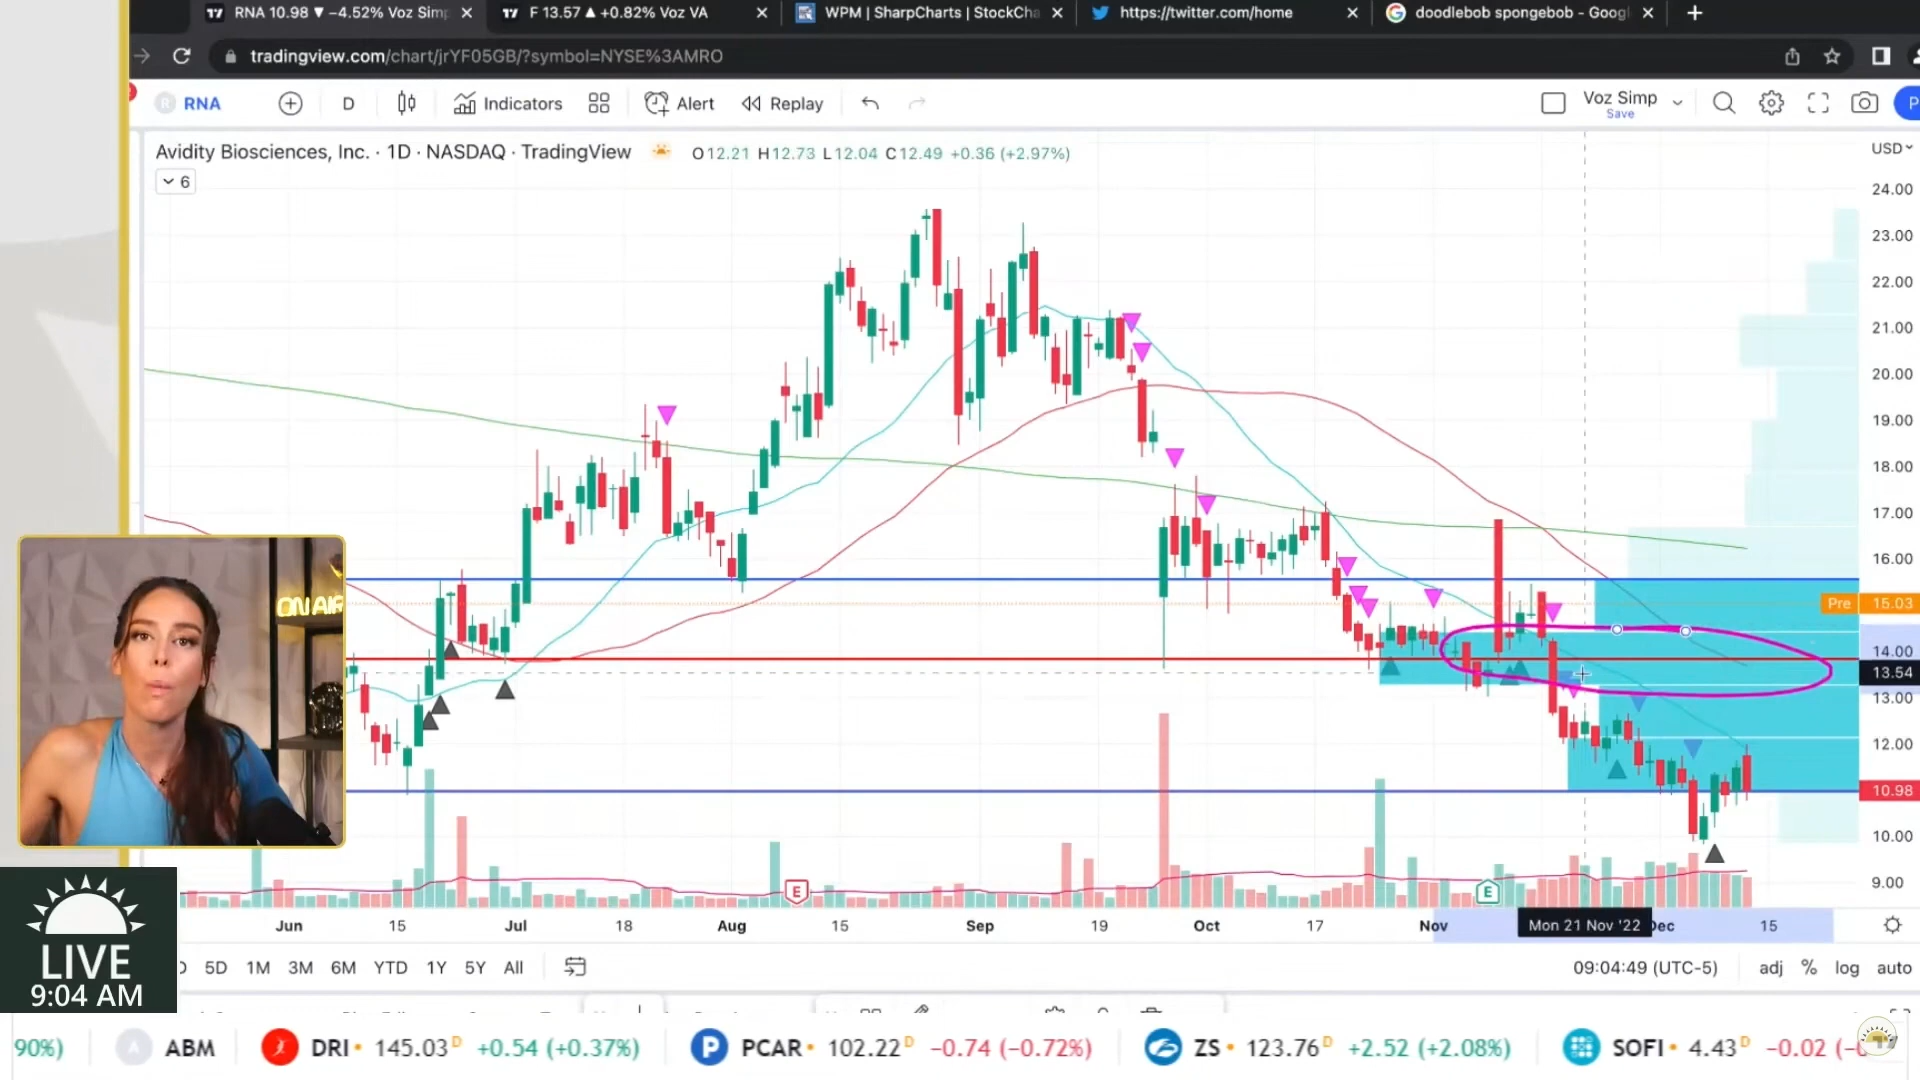 RNA 10.98 ▼ −4.52% Voz Sim
F 13.57 ▲ +0.82% Voz VA
WPM | SharpCharts | StockCha
https://twitter.com/home
doodlebob spongebob - Googl
tradingview.com/chart/jrYF05GB/?symbol=NYSE%3AMRO
R RNA
D
Indicators
Alert
Replay
Voz Simp
Save
P
Avidity Biosciences, Inc. · 1D · NASDAQ · TradingView
O12.21 H12.73 L12.04 C12.49 +0.36 (+2.97%)
6
USD
24.00
23.00
22.00
21.00
20.00
19.00
18.00
17.00
16.00
Pre 15.03
14.00
13.54
13.00
12.00
10.98
10.00
9.00
ON AIR
E
E
Jun
15
Jul
18
Aug
15
Sep
19
Oct
17
Nov
Mon 21 Nov '22
Dec
15
5D 1M 3M 6M YTD 1Y 5Y All
09:04:49 (UTC-5)
adj % log auto
LIVE
9:04 AM
90%)
A ABM
DRI • 145.03 D +0.54 (+0.37%)
P PCAR • 102.22 D −0.74 (−0.72%)
ZS • 123.76 D +2.52 (+2.08%)
SOFI • 4.43 D −0.02 (−